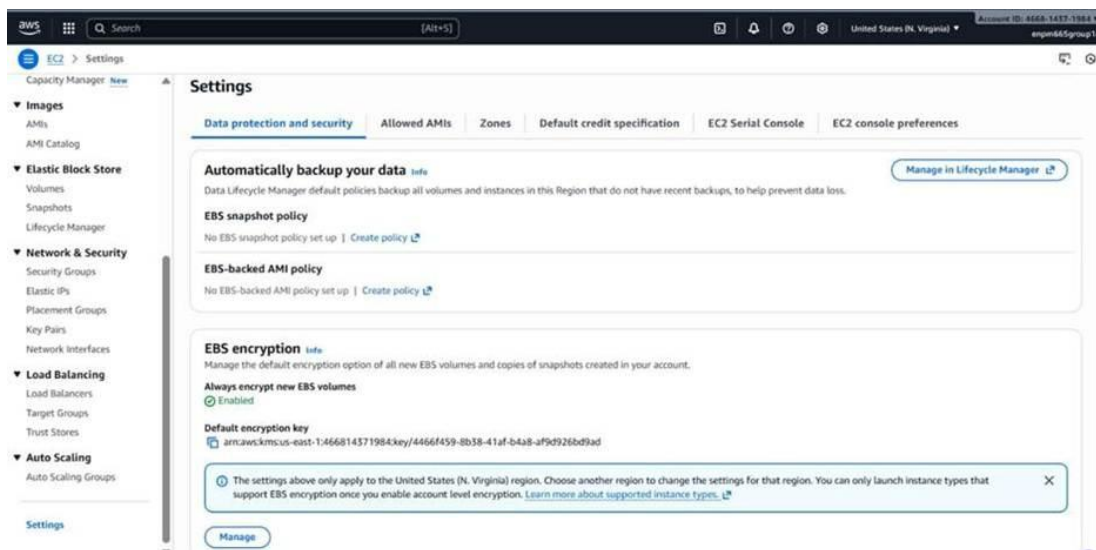 aws
Search
[Alt+S]
United States (N. Virginia)
Account ID: 4668-1437-1984
enpm665group1
EC2 > Settings
Capacity Manager New
Images
AMIs
AMI Catalog
Elastic Block Store
Volumes
Snapshots
Lifecycle Manager
Network & Security
Security Groups
Elastic IPs
Placement Groups
Key Pairs
Network Interfaces
Load Balancing
Load Balancers
Target Groups
Trust Stores
Auto Scaling
Auto Scaling Groups
Settings
Settings
Data protection and security Allowed AMIs Zones Default credit specification EC2 Serial Console EC2 console preferences
Automatically backup your data Info
Manage in Lifecycle Manager
Data Lifecycle Manager default policies backup all volumes and instances in this Region that do not have recent backups, to help prevent data loss.
EBS snapshot policy
No EBS snapshot policy set up | Create policy
EBS-backed AMI policy
No EBS-backed AMI policy set up | Create policy
EBS encryption Info
Manage the default encryption option of all new EBS volumes and copies of snapshots created in your account.
Always encrypt new EBS volumes
Enabled
Default encryption key
arn:aws:kms:us-east-1:466814371984:key/4466f459-8b38-41af-b4a8-af9d926bd9ad
The settings above only apply to the United States (N. Virginia) region. Choose another region to change the settings for that region. You can only launch instance types that
support EBS encryption once you enable account level encryption. Learn more about supported instance types.
Manage